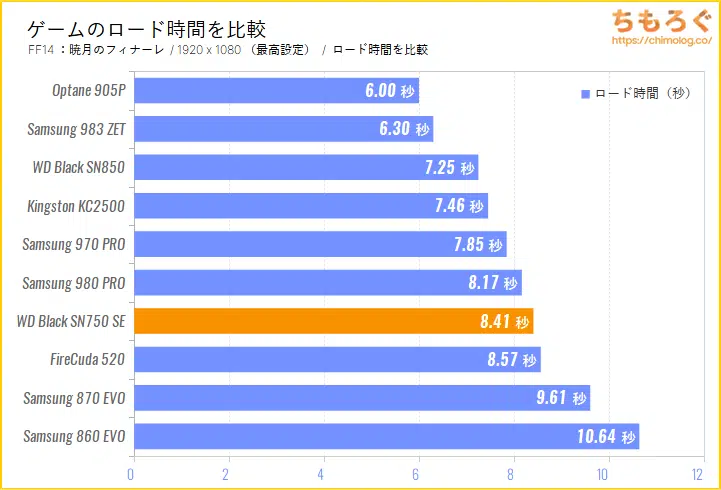 ゲームのロード時間を比較
FF14 : 暁月のフィナーレ / 1920 x 1080 (最高設定) / ロード時間を比較
ちもろぐ
https://chimolog.co/
ロード時間(秒)
Optane 905P 6.00 秒
Samsung 983 ZET 6.30 秒
WD Black SN850 7.25 秒
Kingston KC2500 7.46 秒
Samsung 970 PRO 7.85 秒
Samsung 980 PRO 8.17 秒
WD Black SN750 SE 8.41 秒
FireCuda 520 8.57 秒
Samsung 870 EVO 9.61 秒
Samsung 860 EVO 10.64 秒
0 2 4 6 8 10 12